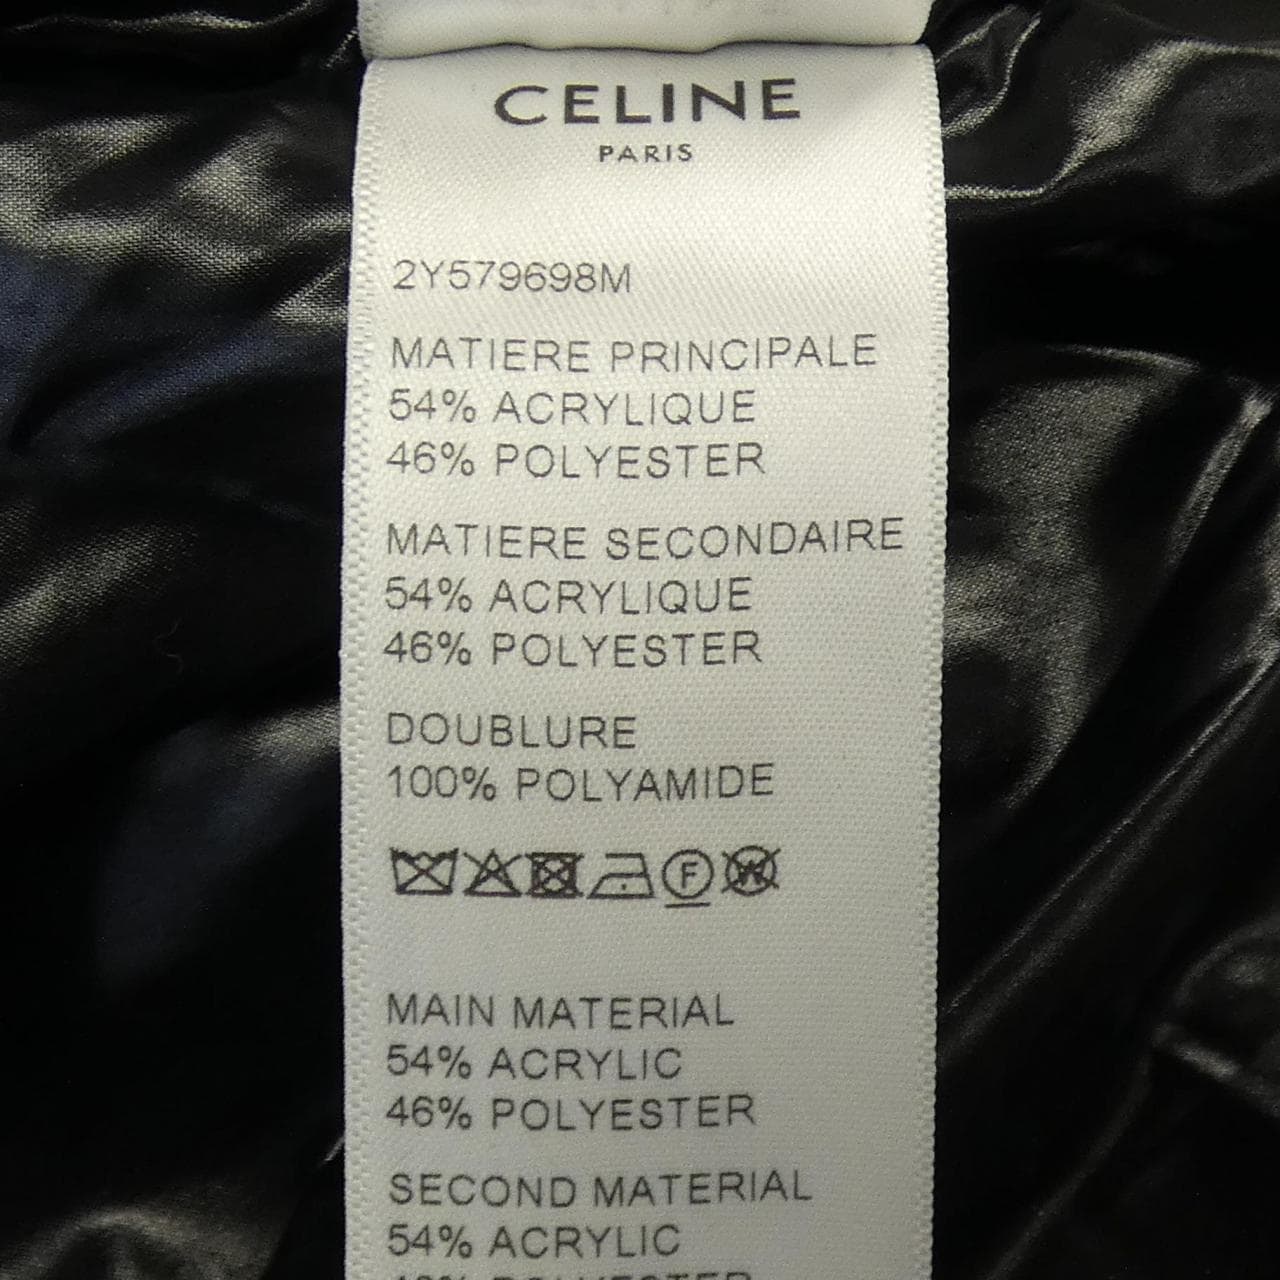 CELINE
PARIS
2Y579698M
MATIERE PRINCIPALE
54% ACRYLIQUE
46% POLYESTER
MATIERE SECONDAIRE
54% ACRYLIQUE
46% POLYESTER
DOUBLURE
100% POLYAMIDE
F W
MAIN MATERIAL
54% ACRYLIC
46% POLYESTER
SECOND MATERIAL
54% ACRYLIC